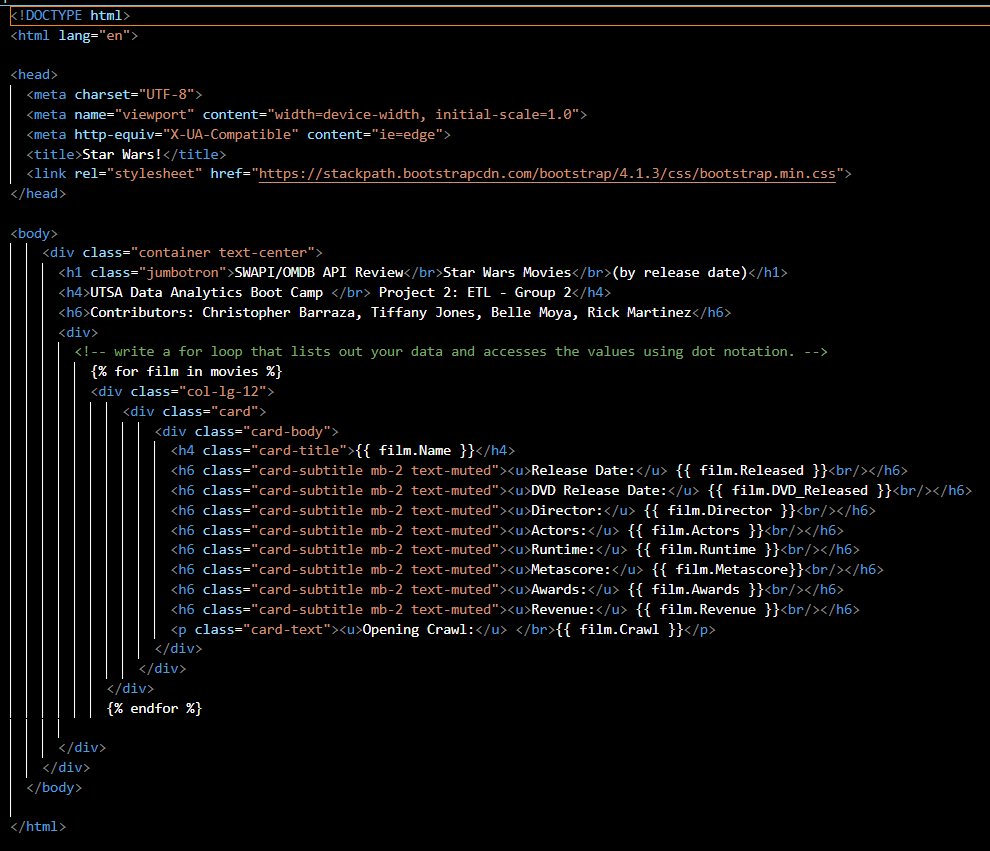 <!DOCTYPE html>
<html lang="en">
<head>
<meta charset="UTF-8">
<meta name="viewport" content="width=device-width, initial-scale=1.0">
<meta http-equiv="X-UA-Compatible" content="ie=edge">
<title>Star Wars!</title>
<link rel="stylesheet" href="https://stackpath.bootstrapcdn.com/bootstrap/4.1.3/css/bootstrap.min.css">
</head>
<body>
<div class="container text-center">
<h1 class="jumbotron">SWAPI/OMDB API Review</br>Star Wars Movies</br>(by release date)</h1>
<h4>UTSA Data Analytics Boot Camp </br> Project 2: ETL - Group 2</h4>
<h6>Contributors: Christopher Barraza, Tiffany Jones, Belle Moya, Rick Martinez</h6>
<div>
<!-- write a for loop that lists out your data and accesses the values using dot notation. -->
{% for film in movies %}
<div class="col-lg-12">
<div class="card">
<div class="card-body">
<h4 class="card-title">{{ film.Name }}</h4>
<h6 class="card-subtitle mb-2 text-muted"><u>Release Date:</u> {{ film.Released }}<br/></h6>
<h6 class="card-subtitle mb-2 text-muted"><u>DVD Release Date:</u> {{ film.DVD_Released }}<br/></h6>
<h6 class="card-subtitle mb-2 text-muted"><u>Director:</u> {{ film.Director }}<br/></h6>
<h6 class="card-subtitle mb-2 text-muted"><u>Actors:</u> {{ film.Actors }}<br/></h6>
<h6 class="card-subtitle mb-2 text-muted"><u>Runtime:</u> {{ film.Runtime }}<br/></h6>
<h6 class="card-subtitle mb-2 text-muted"><u>Metascore:</u> {{ film.Metascore}}<br/></h6>
<h6 class="card-subtitle mb-2 text-muted"><u>Awards:</u> {{ film.Awards }}<br/></h6>
<h6 class="card-subtitle mb-2 text-muted"><u>Revenue:</u> {{ film.Revenue }}<br/></h6>
<p class="card-text"><u>Opening Crawl:</u> </br>{{ film.Crawl }}</p>
</div>
</div>
</div>
{% endfor %}
</div>
</div>
</body>
</html>